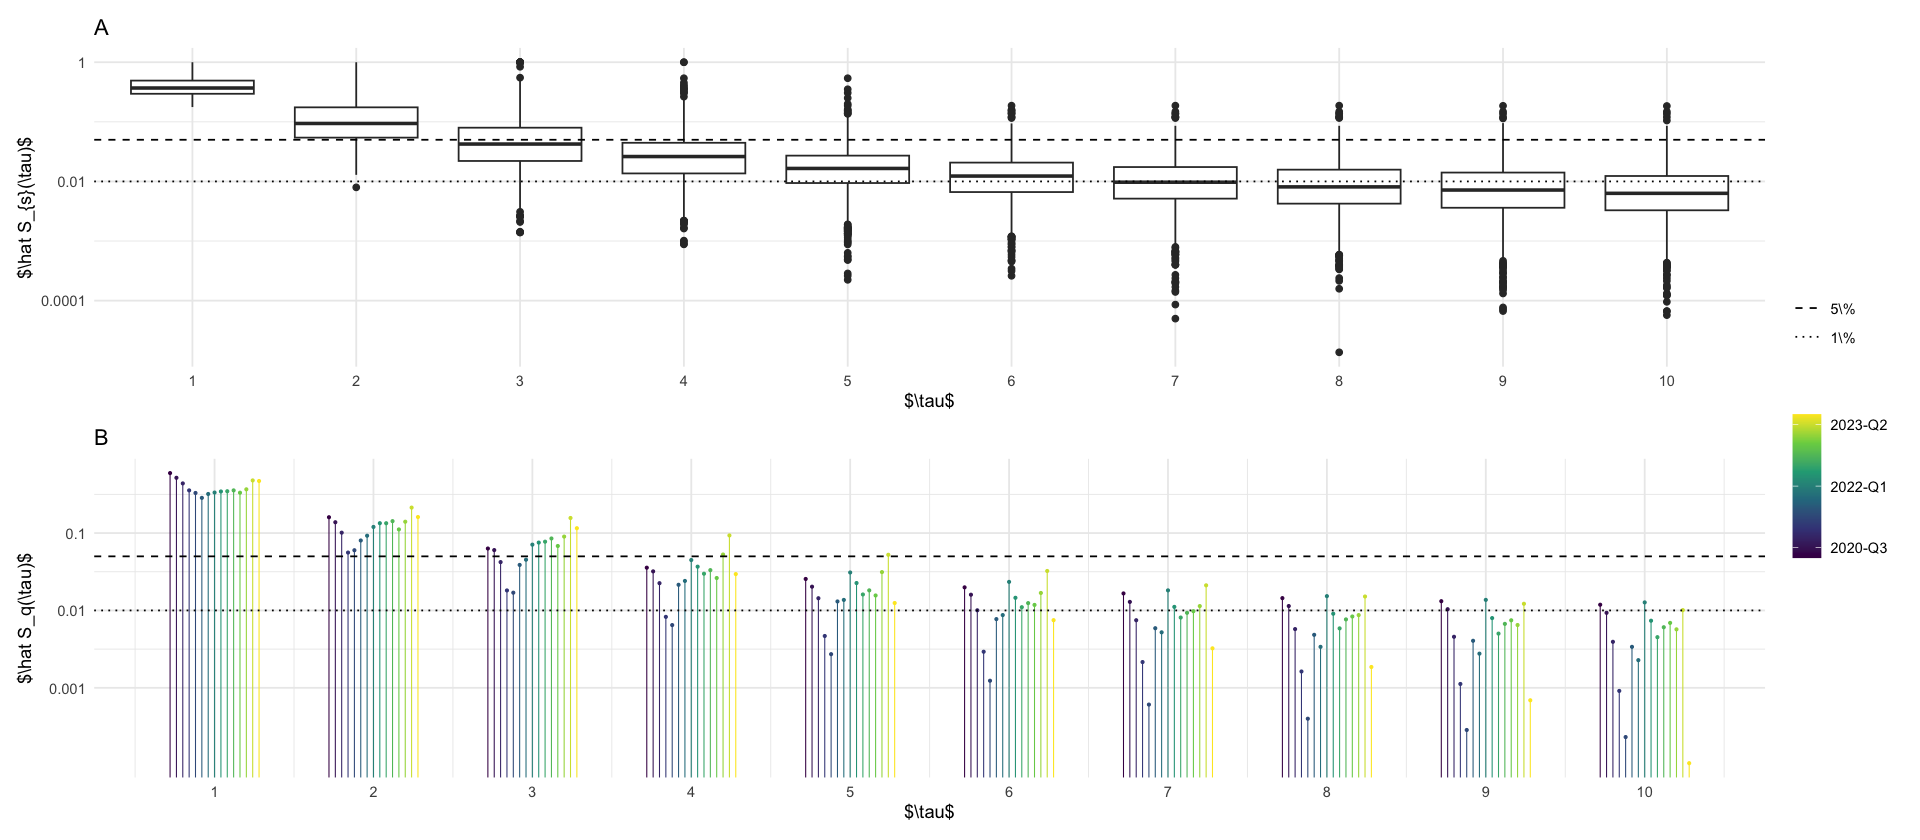 A
1
0.01
0.0001
$\hat S_{s}(\tau)$
1 2 3 4 5 6 7 8 9 10
$\tau$
5\%
1\%
B
0.1
0.01
0.001
$\hat S_q(\tau)$
1 2 3 4 5 6 7 8 9 10
$\tau$
2023-Q2
2022-Q1
2020-Q3